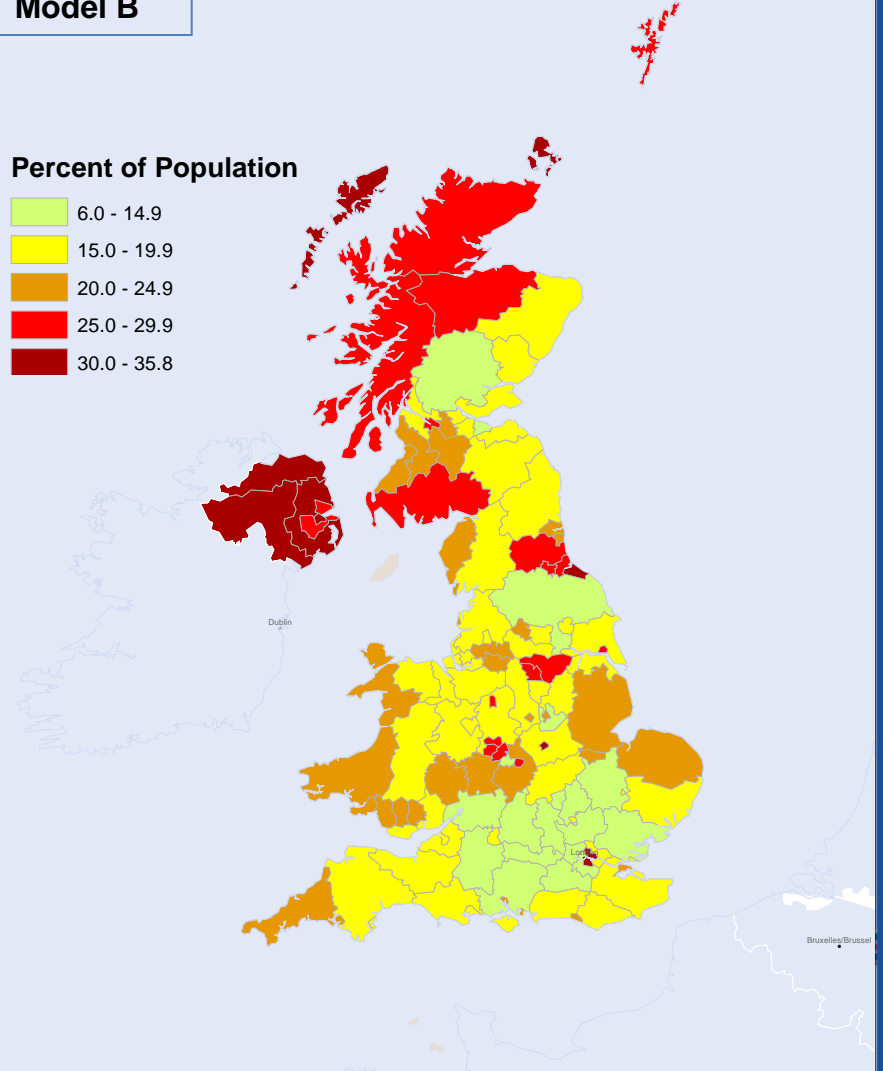 Model B
Percent of Population
6.0 - 14.9
15.0 - 19.9
20.0 - 24.9
25.0 - 29.9
30.0 - 35.8
Dublin
London
Bruxelles/Brussel